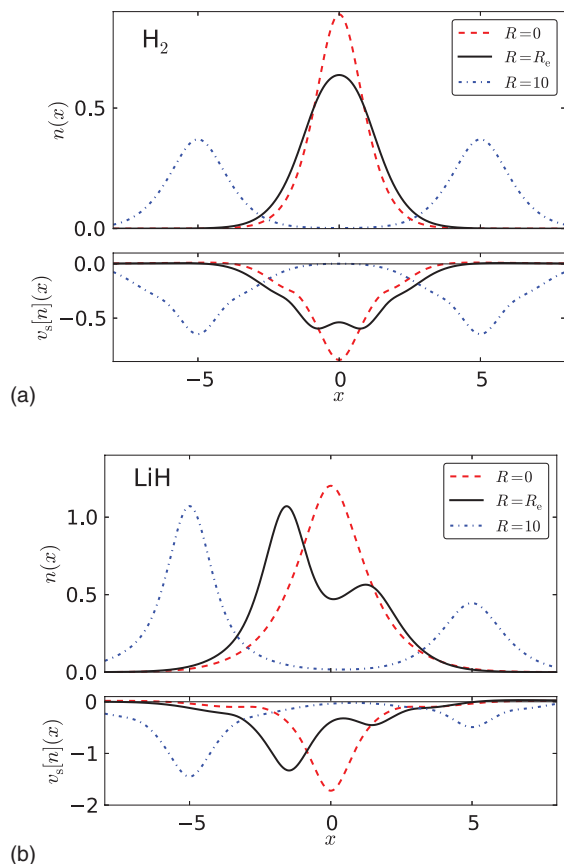 H₂
R=0
R=Rₑ
R=10
n(x)
0.5
0.0
vₛ[n](x)
0.0
−0.5
−5 0 5
x
(a)
LiH
R=0
R=Rₑ
R=10
n(x)
1.0
0.5
0.0
vₛ[n](x)
0
−1
−2
−5 0 5
x
(b)